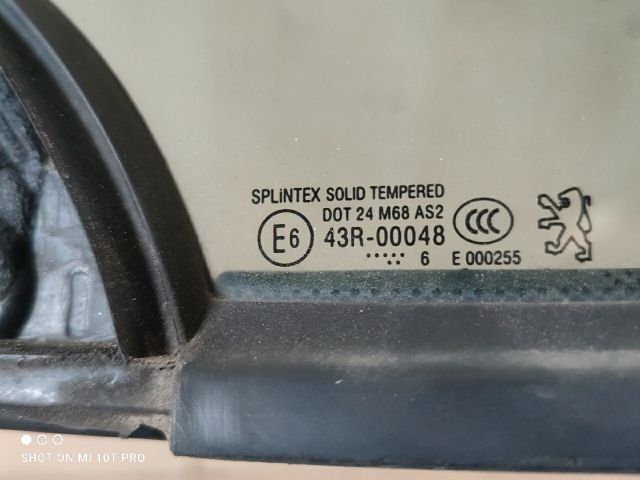 SPLiNTEX SOLID TEMPERED
DOT 24 M68 AS2
E6 43R-00048
CCC
6 E 000255
SHOT ON MI 10T PRO